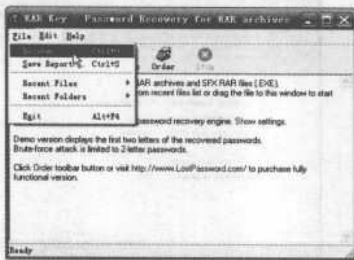 RAR Key - Password Recovery for RAR archives
File Edit Help
Save Report Ctrl+S
Recent Files
Recent Folders
Exit Alt+F4
Order
RAR archives and SFX RAR files (.EXE).
om recent files list or drag the file to this window to start
password recovery engine. Show settings.
Demo version displays the first two letters of the recovered passwords.
Brute-force attack is limited to 2-letter passwords.
Click Order toolbar button or visit http://www.LostPassword.com/ to purchase fully
functional version.
Ready